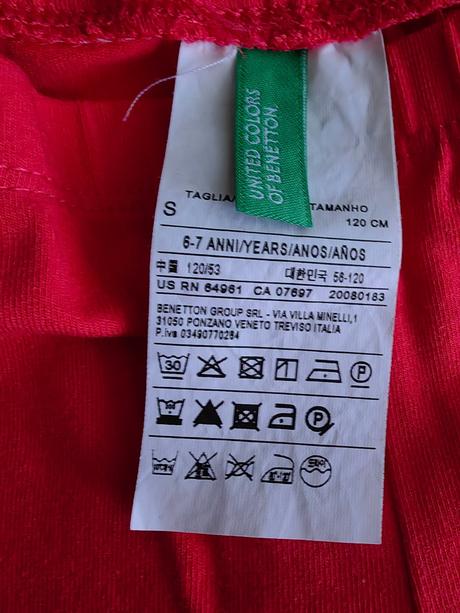 UNITED COLORS
OF BENETTON.
TAGLIA/
TAMANHO
S
120 CM
6-7 ANNI/YEARS/ANOS/AÑOS
中國 120/53 대한민국 56-120
US RN 64961 CA 07697 20080183
BENETTON GROUP SRL - VIA VILLA MINELLI,1
31050 PONZANO VENETO TREVISO ITALIA
P.iva 03490770264
30
P
P